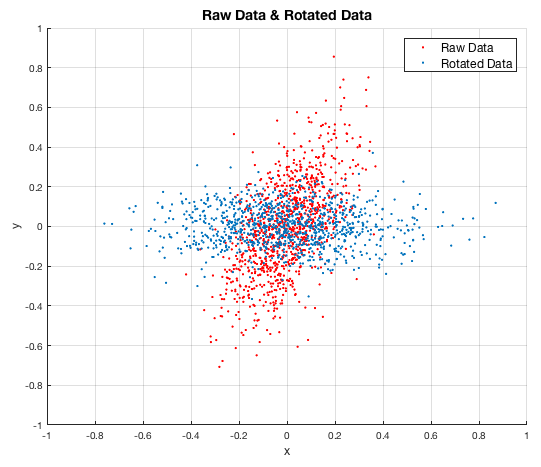 Raw Data & Rotated Data
Raw Data
Rotated Data
1
0.8
0.6
0.4
0.2
0
-0.2
-0.4
-0.6
-0.8
-1
y
-1 -0.8 -0.6 -0.4 -0.2 0 0.2 0.4 0.6 0.8 1
x